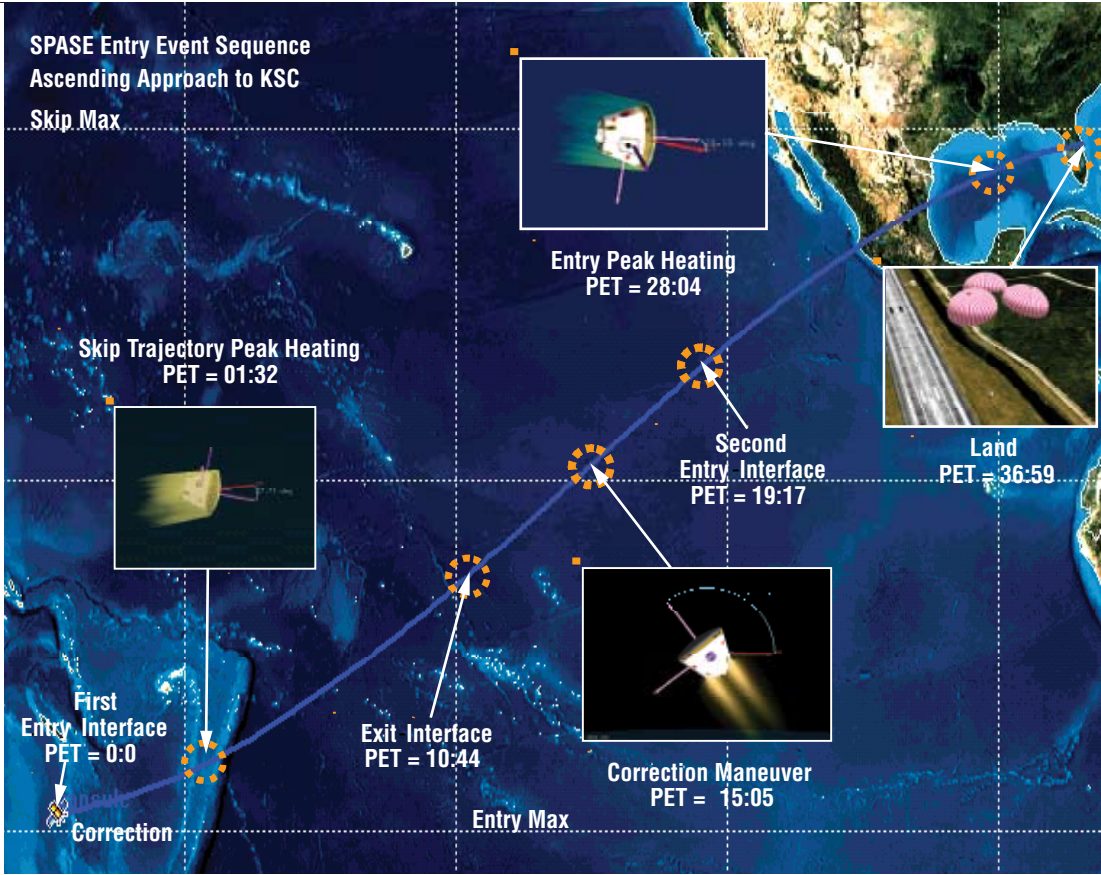 SPASE Entry Event Sequence
Ascending Approach to KSC
Skip Max
Entry Peak Heating
PET = 28:04
Skip Trajectory Peak Heating
PET = 01:32
Second
Entry Interface
PET = 19:17
Land
PET = 36:59
First
Entry Interface
PET = 0:0
Exit Interface
PET = 10:44
Correction Maneuver
PET = 15:05
Correction
Entry Max